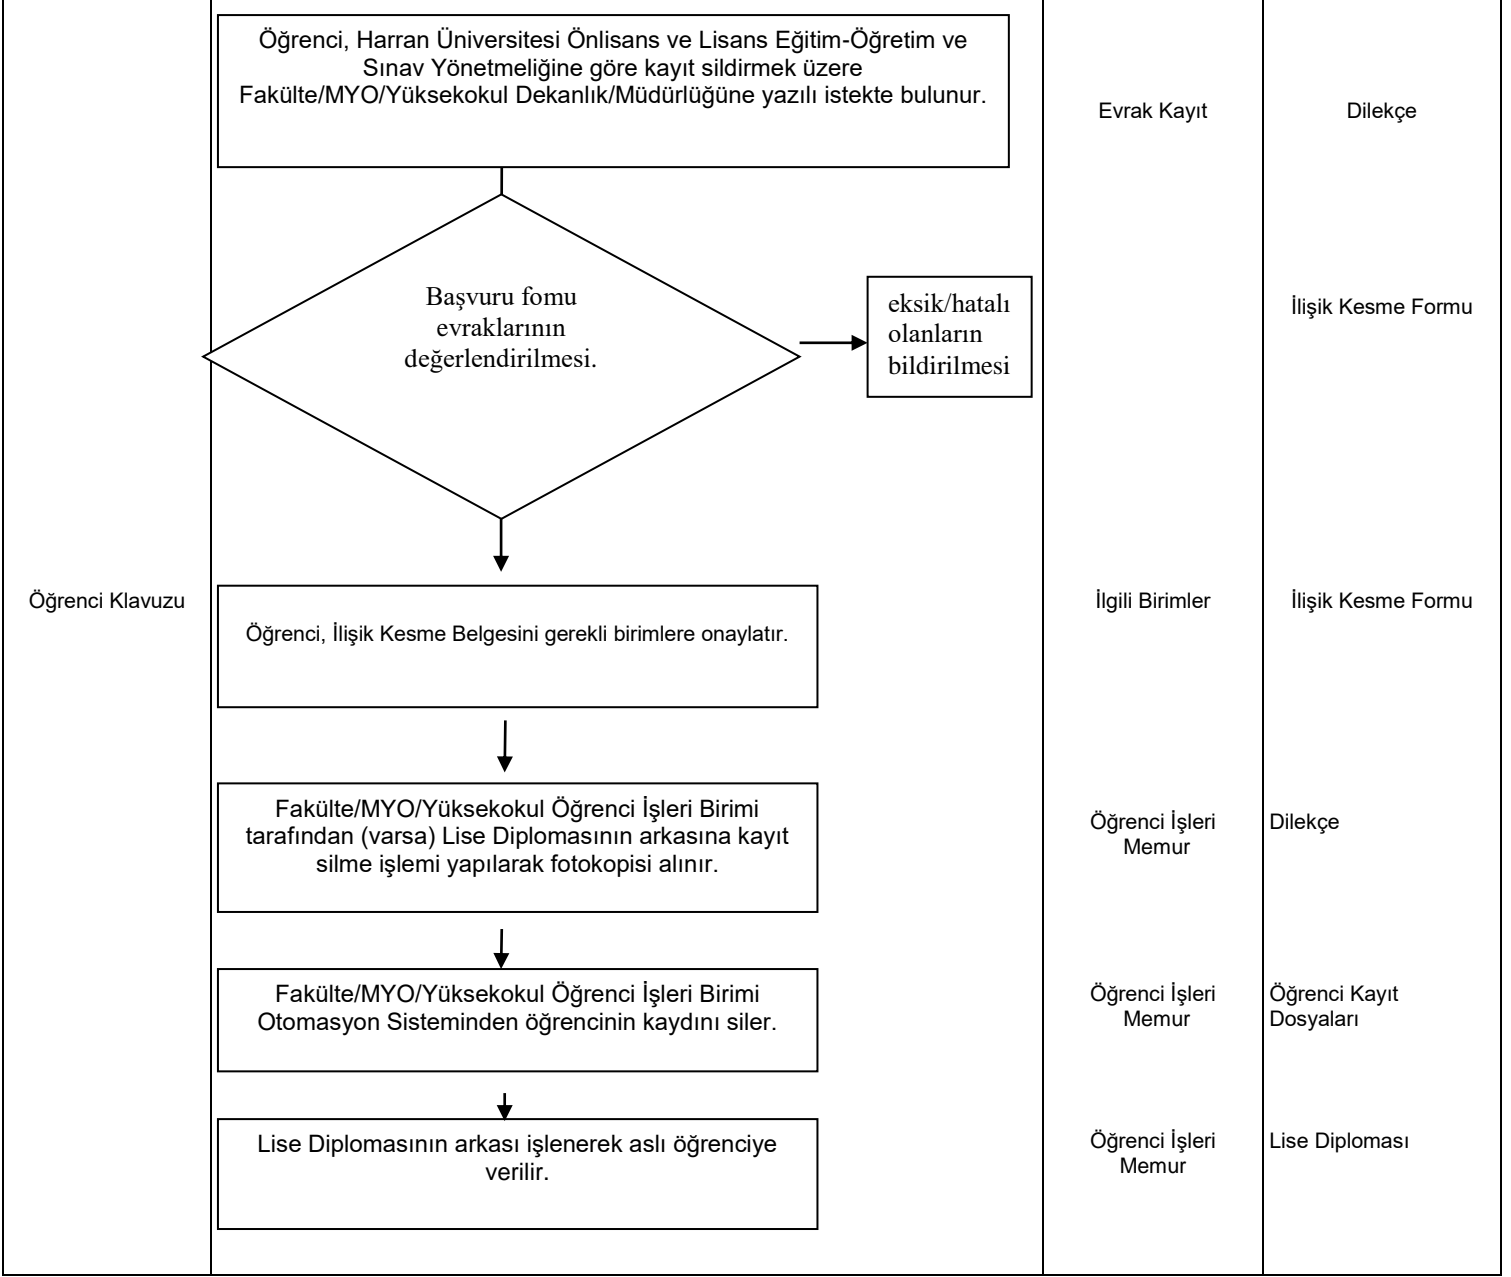 Öğrenci, Harran Üniversitesi Önlisans ve Lisans Eğitim-Öğretim ve
Sınav Yönetmeliğine göre kayıt sildirmek üzere
Fakülte/MYO/Yüksekokul Dekanlık/Müdürlüğüne yazılı istekte bulunur.
Evrak Kayıt
Dilekçe
Başvuru fomu
evraklarının
değerlendirilmesi.
eksik/hatalı
olanların
bildirilmesi
İlişik Kesme Formu
Öğrenci Klavuzu
Öğrenci, İlişik Kesme Belgesini gerekli birimlere onaylatır.
İlgili Birimler
İlişik Kesme Formu
Fakülte/MYO/Yüksekokul Öğrenci İşleri Birimi
tarafından (varsa) Lise Diplomasının arkasına kayıt
silme işlemi yapılarak fotokopisi alınır.
Öğrenci İşleri
Memur
Dilekçe
Fakülte/MYO/Yüksekokul Öğrenci İşleri Birimi
Otomasyon Sisteminden öğrencinin kaydını siler.
Öğrenci İşleri
Memur
Öğrenci Kayıt
Dosyaları
Lise Diplomasının arkası işlenerek aslı öğrenciye
verilir.
Öğrenci İşleri
Memur
Lise Diploması